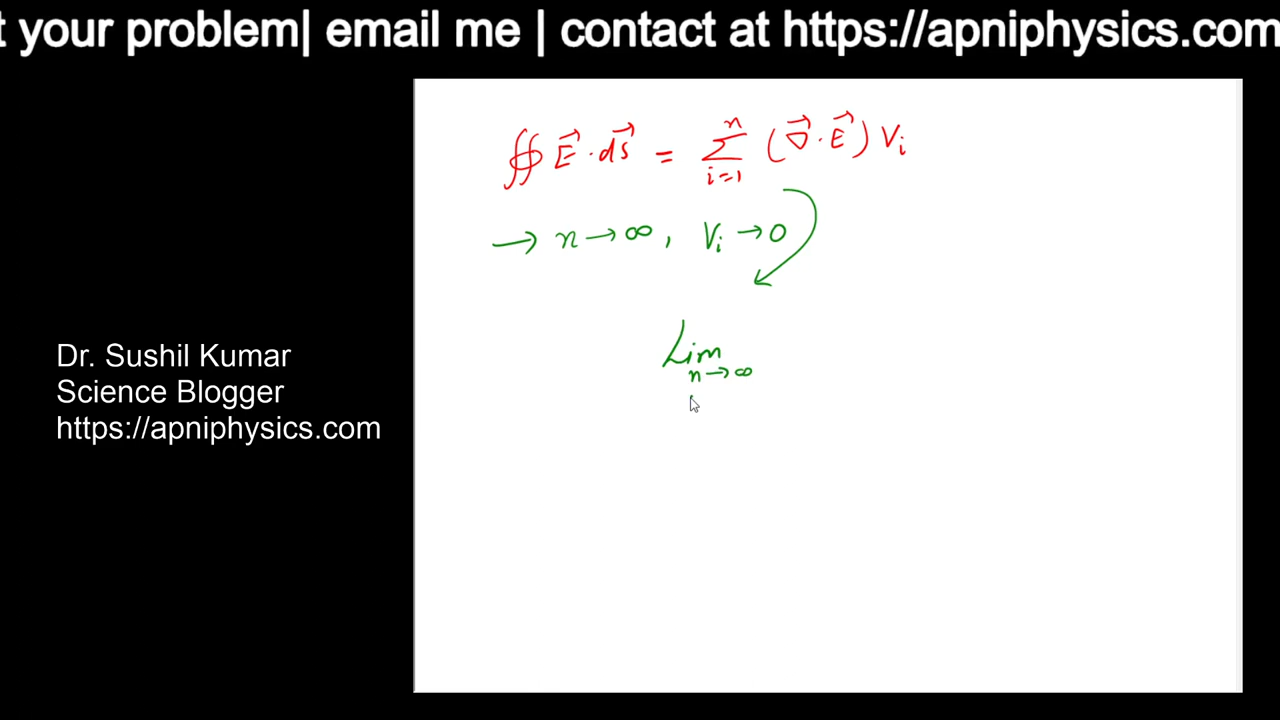 t your problem| email me | contact at https://apniphysics.com
∯ E⃗ · ds⃗ = Σ_{i=1}^{n} (∇⃗ · E⃗) V_i
→ n → ∞, V_i → 0
Lim
n → ∞
Dr. Sushil Kumar
Science Blogger
https://apniphysics.com